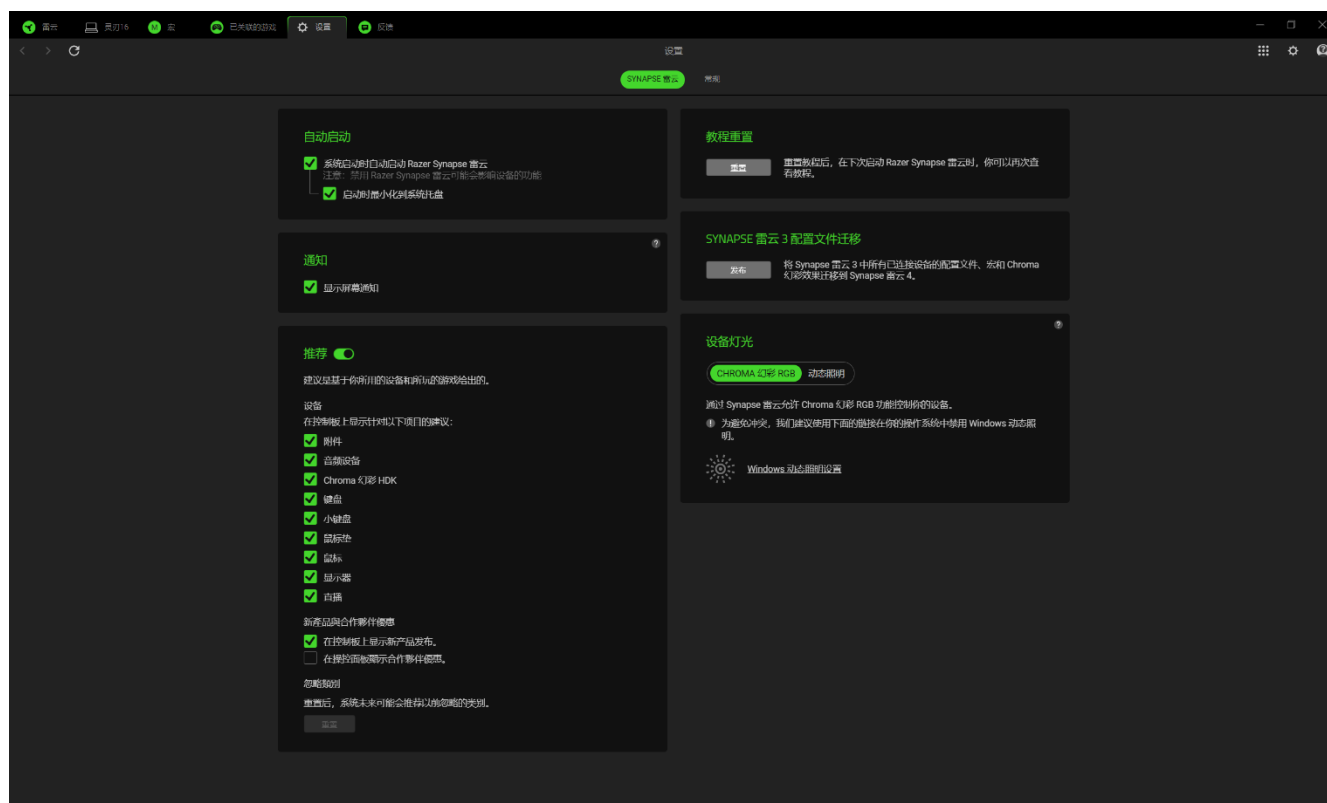 雷云 灵刃16 宏 已关联的游戏 设置 反馈
设置
SYNAPSE 雷云 常规
自动启动
系统启动时自动启动 Razer Synapse 雷云
注意：禁用 Razer Synapse 雷云可能会影响设备的功能
启动时最小化到系统托盘
通知
显示屏幕通知
推荐
建议是基于你所用的设备和所玩的游戏给出的。
设备
在控制板上显示针对以下项目的建议：
附件
音频设备
Chroma 幻彩 HDK
键盘
小键盘
鼠标垫
鼠标
显示器
直播
新產品與合作夥伴優惠
在控制板上显示新产品发布。
在操控面板顯示合作夥伴優惠。
忽略類別
重置后，系统未来可能会推荐以前忽略的类别。
重置
教程重置
重置
重置教程后，在下次启动 Razer Synapse 雷云时，你可以再次查
看教程。
SYNAPSE 雷云 3 配置文件迁移
发布
将 Synapse 雷云 3 中所有已连接设备的配置文件、宏和 Chroma
幻彩效果迁移到 Synapse 雷云 4。
设备灯光
CHROMA 幻彩 RGB 动态照明
通过 Synapse 雷云允许 Chroma 幻彩 RGB 功能控制你的设备。
为避免冲突，我们建议使用下面的链接在你的操作系统中禁用 Windows 动态照
明。
Windows 动态照明设置